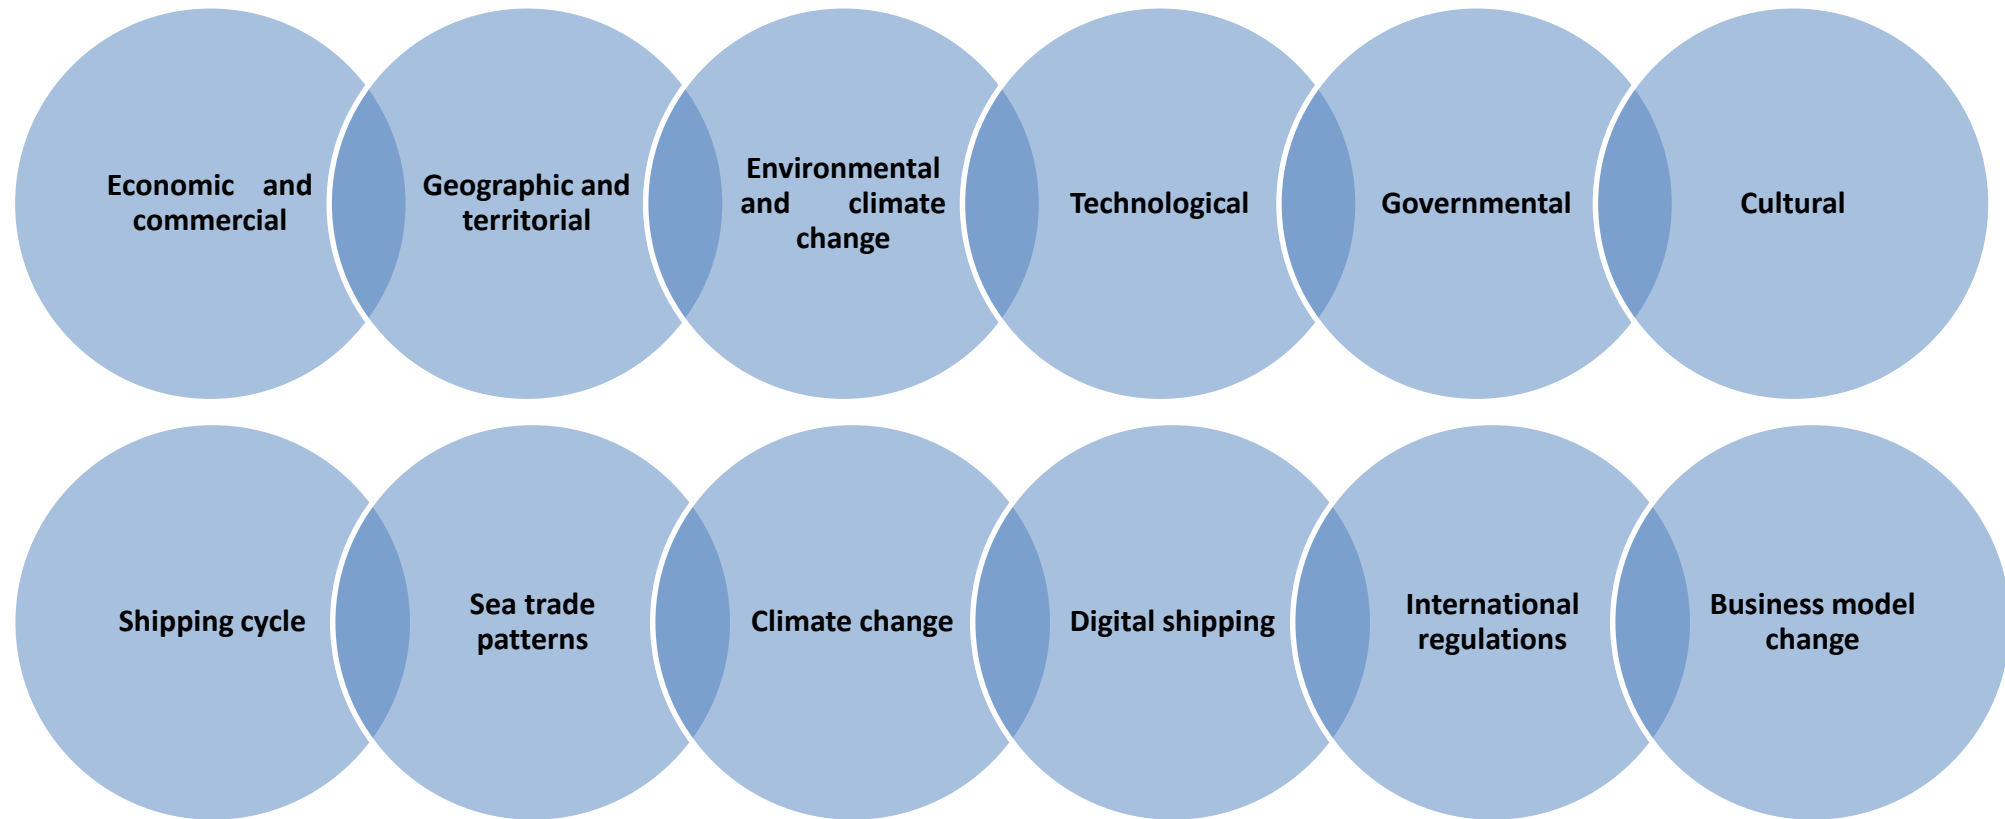 Economic and
commercial
Geographic and
territorial
Environmental
and climate
change
Technological
Governmental
Cultural
Shipping cycle
Sea trade
patterns
Climate change
Digital shipping
International
regulations
Business model
change